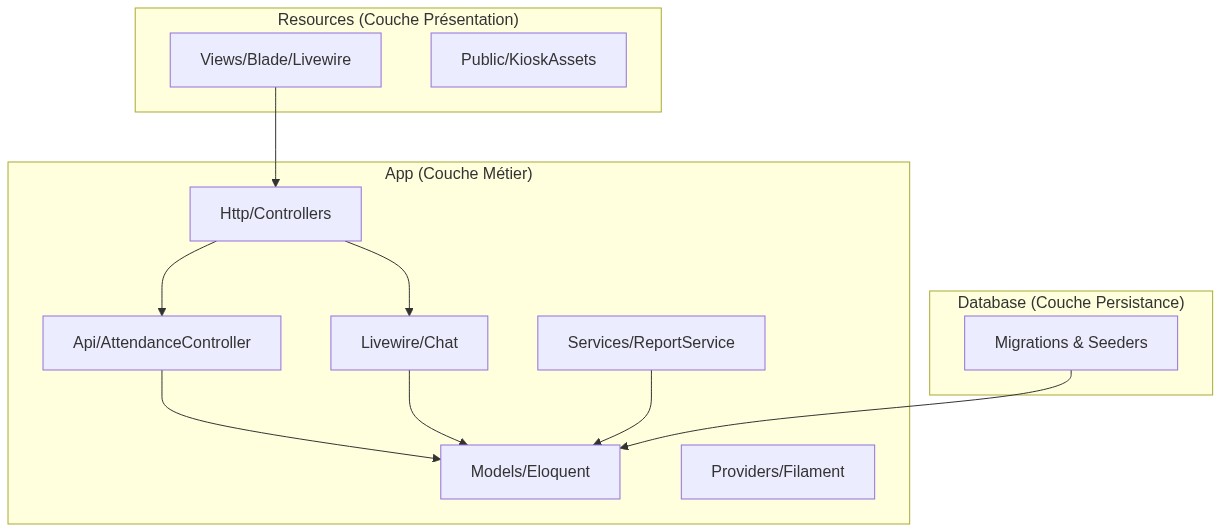 Resources (Couche Présentation)
Views/Blade/Livewire
Public/KioskAssets
App (Couche Métier)
Http/Controllers
Api/AttendanceController
Livewire/Chat
Services/ReportService
Models/Eloquent
Providers/Filament
Database (Couche Persistance)
Migrations & Seeders